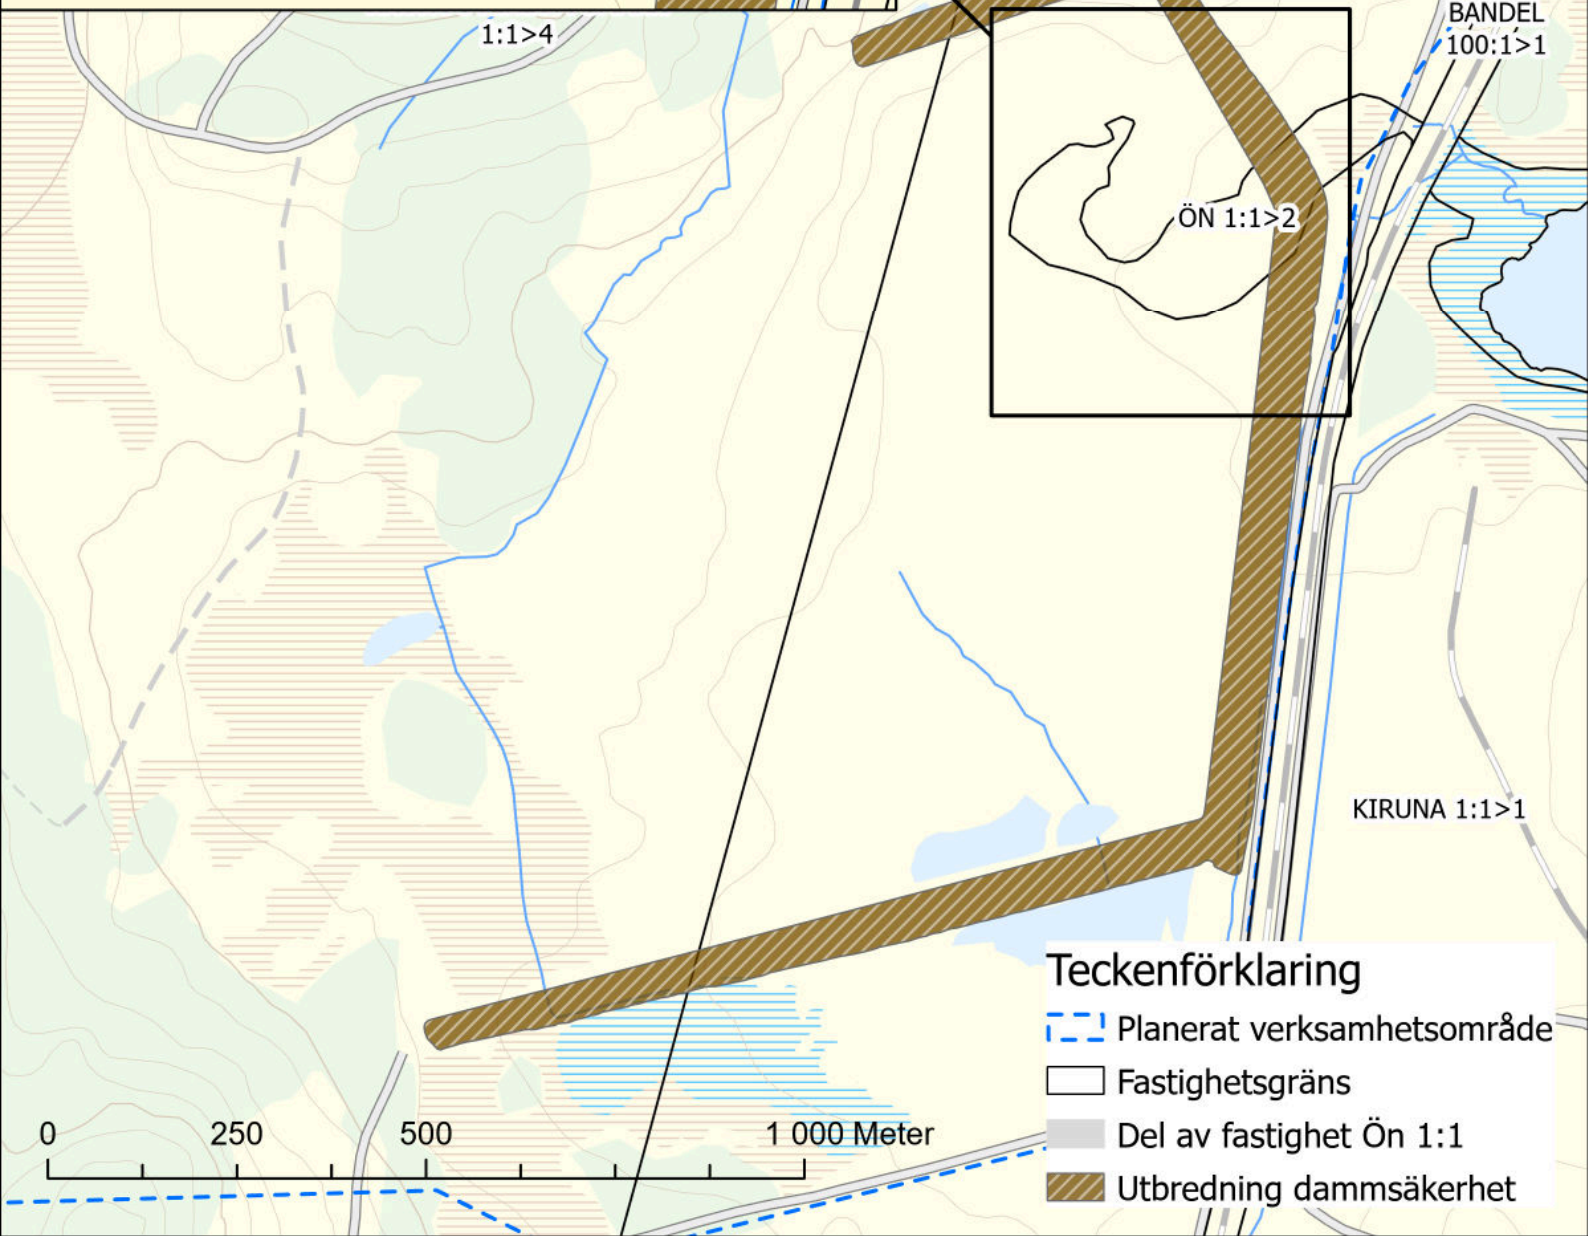 1:1>4
BANDEL
100:1>1
ÖN 1:1>2
KIRUNA 1:1>1
Teckenförklaring
Planerat verksamhetsområde
Fastighetsgräns
Del av fastighet Ön 1:1
Utbredning dammsäkerhet
0 250 500 1 000 Meter